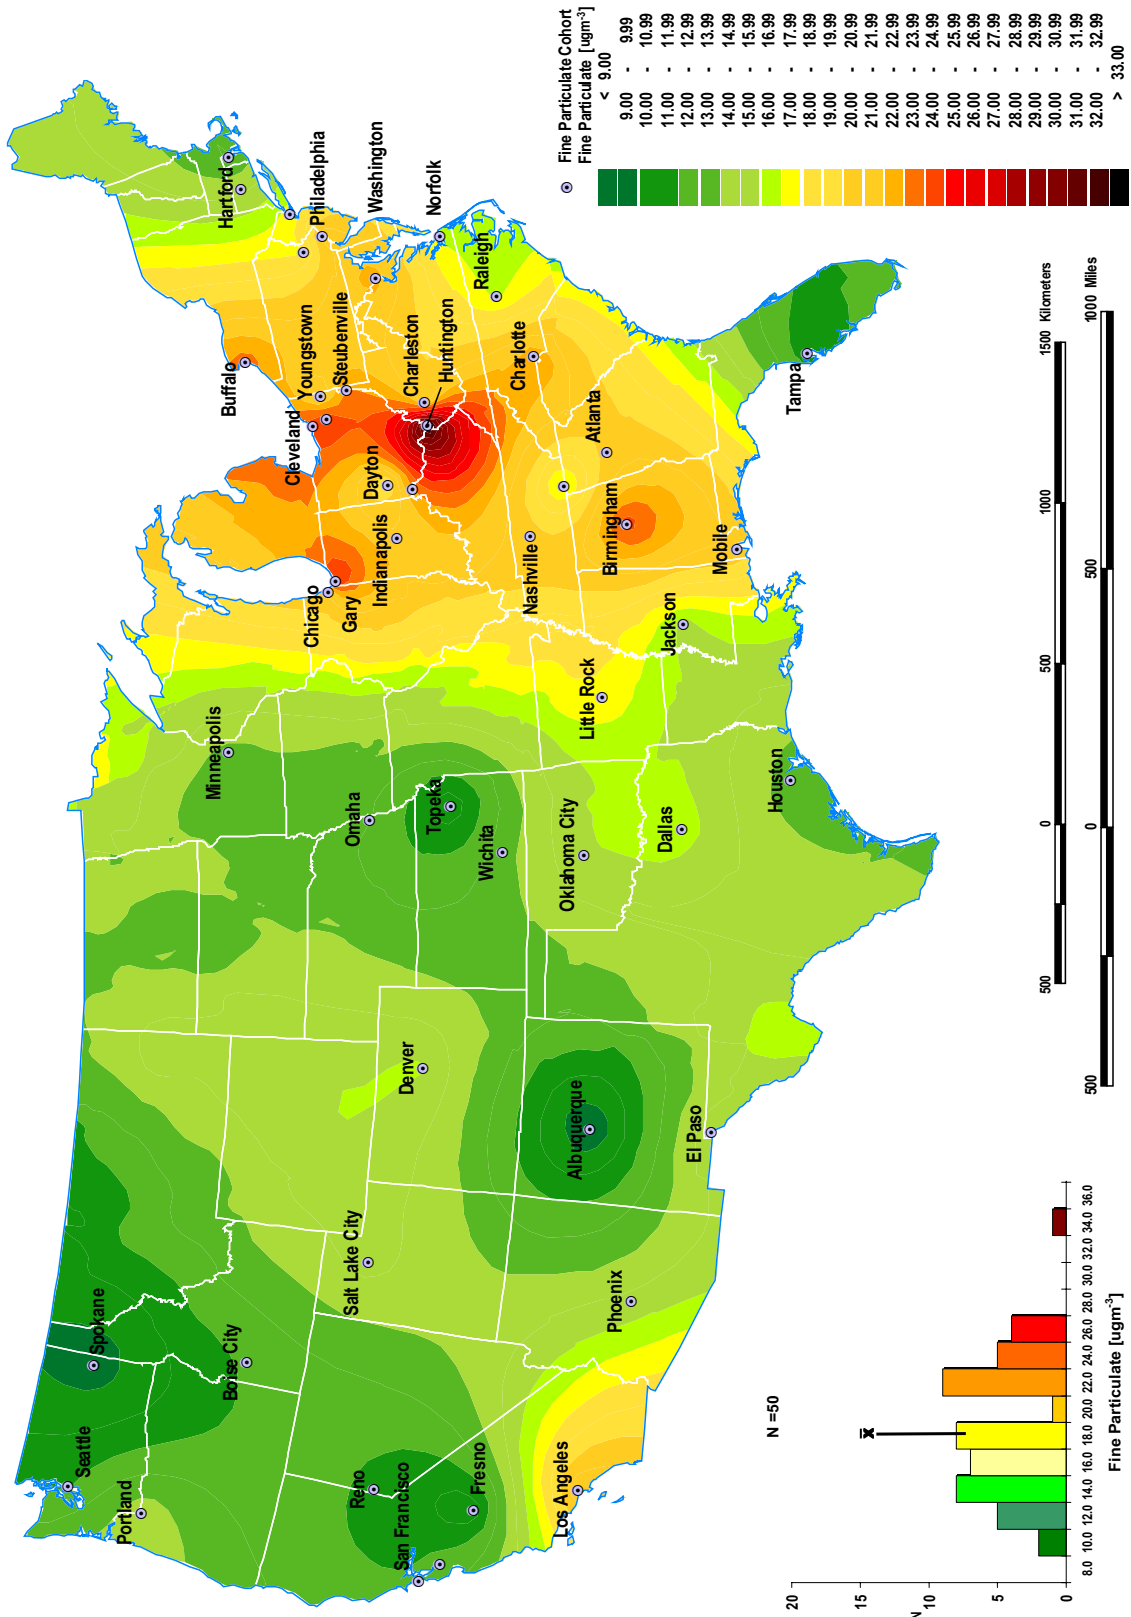 Fine Particulate Cohort
Fine Particulate [ugm-3]
< 9.00
9.00 - 9.99
10.00 - 10.99
11.00 - 11.99
12.00 - 12.99
13.00 - 13.99
14.00 - 14.99
15.00 - 15.99
16.00 - 16.99
17.00 - 17.99
18.00 - 18.99
19.00 - 19.99
20.00 - 20.99
21.00 - 21.99
22.00 - 22.99
23.00 - 23.99
24.00 - 24.99
25.00 - 25.99
26.00 - 26.99
27.00 - 27.99
28.00 - 28.99
29.00 - 29.99
30.00 - 30.99
31.00 - 31.99
32.00 - 32.99
> 33.00
Seattle
Spokane
Portland
Boise City
Minneapolis
Buffalo
Hartford
Reno
San Francisco
Fresno
Salt Lake City
Denver
Omaha
Topeka
Wichita
Chicago
Gary
Indianapolis
Dayton
Cleveland
Youngstown
Steubenville
Charleston
Huntington
Philadelphia
Washington
Norfolk
Raleigh
Charlotte
Los Angeles
Phoenix
Albuquerque
El Paso
Oklahoma City
Dallas
Little Rock
Nashville
Birmingham
Atlanta
Jackson
Mobile
Houston
Tampa
500 0 500 1000 1500 Kilometers
500 0 500 1000 Miles
N =50
x̄
20
15
10
5
0
N
8.0 10.0 12.0 14.0 16.0 18.0 20.0 22.0 24.0 26.0 28.0 30.0 32.0 34.0 36.0
Fine Particulate [ugm-3]